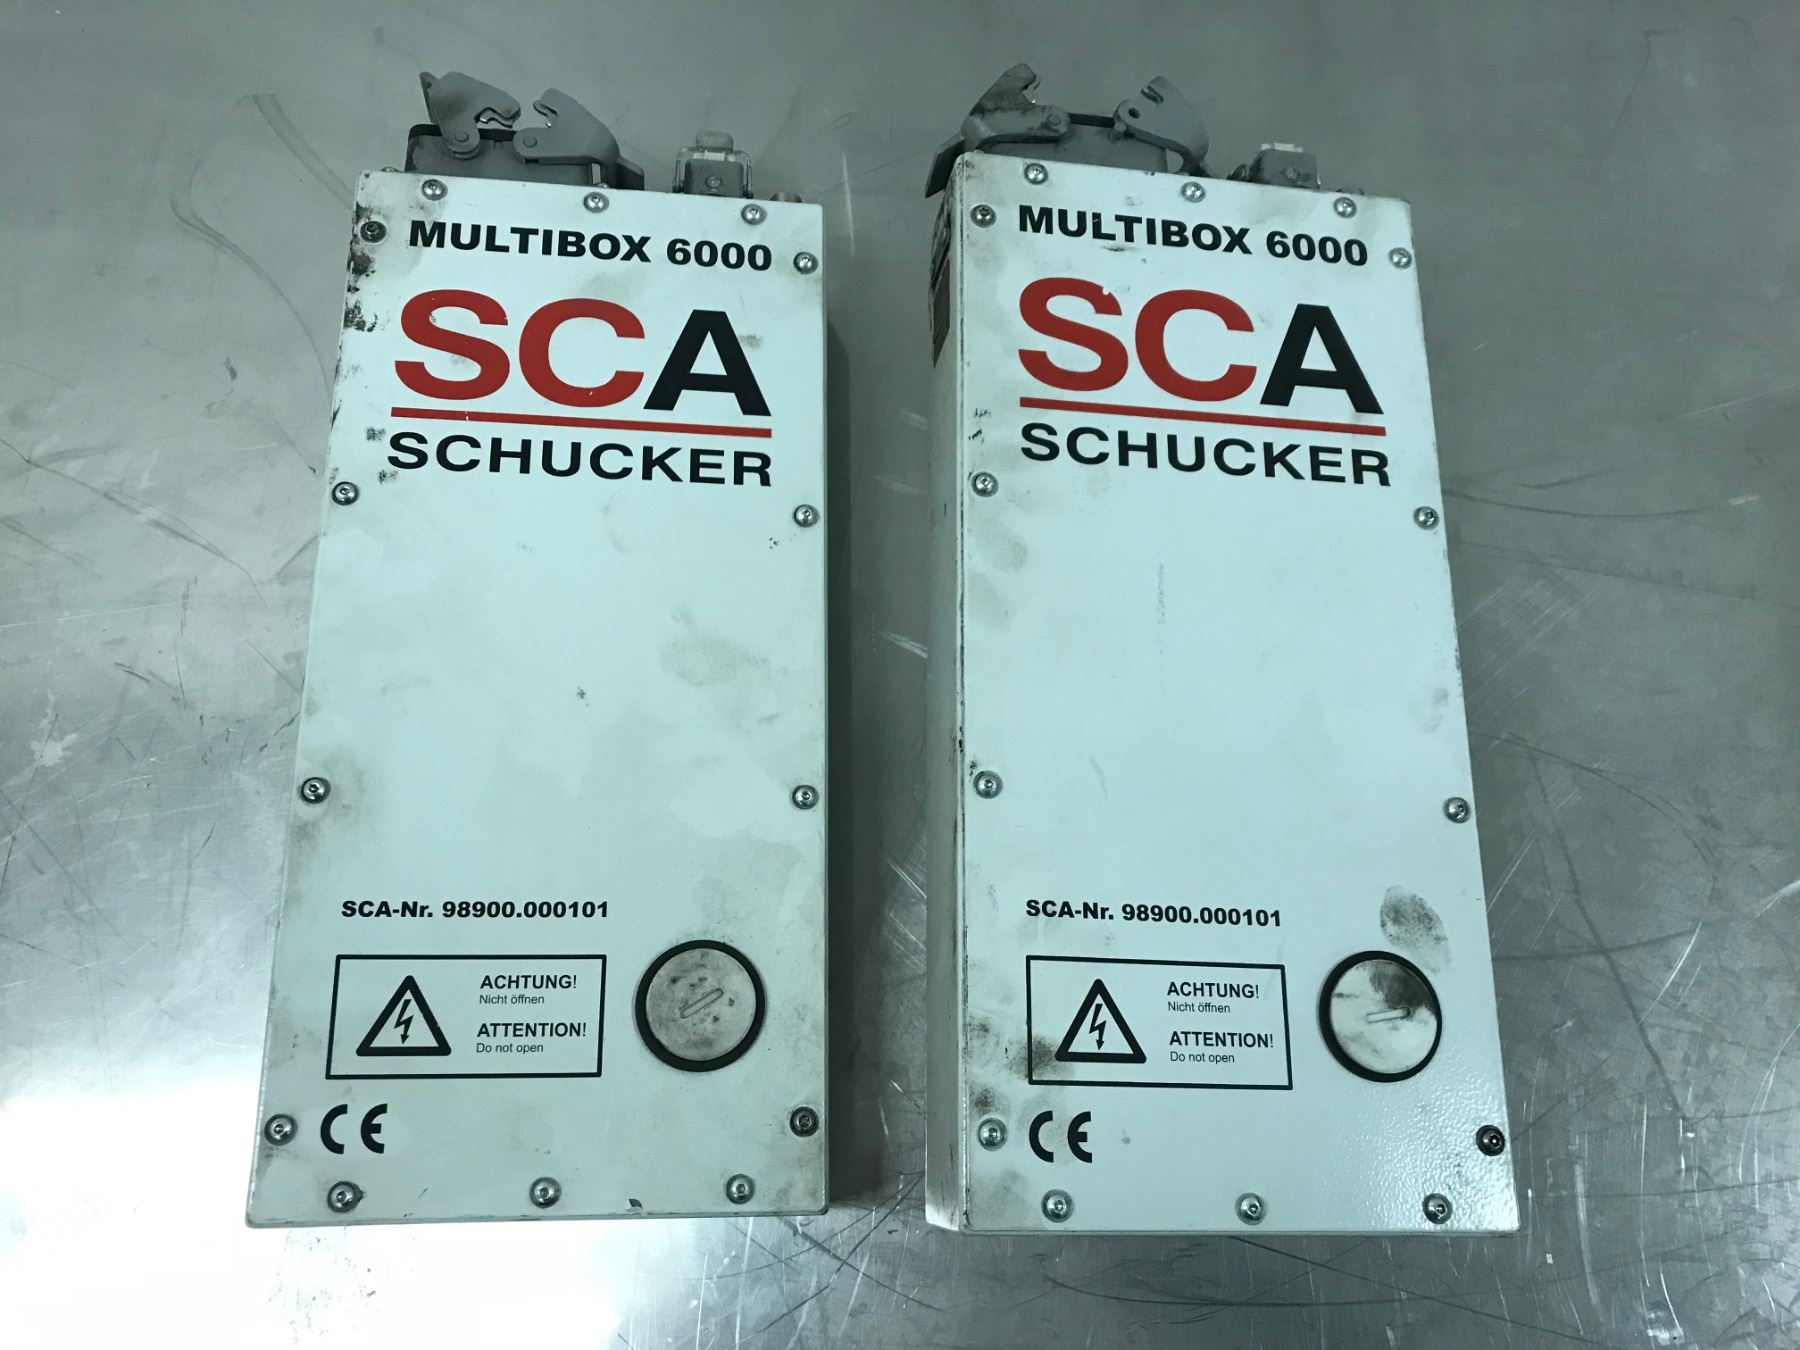 MULTIBOX 6000
SCA
SCHUCKER
SCA-Nr. 98900.000101
ACHTUNG!
Nicht öffnen
ATTENTION!
Do not open
CE
MULTIBOX 6000
SCA
SCHUCKER
SCA-Nr. 98900.000101
ACHTUNG!
Nicht öffnen
ATTENTION!
Do not open
CE